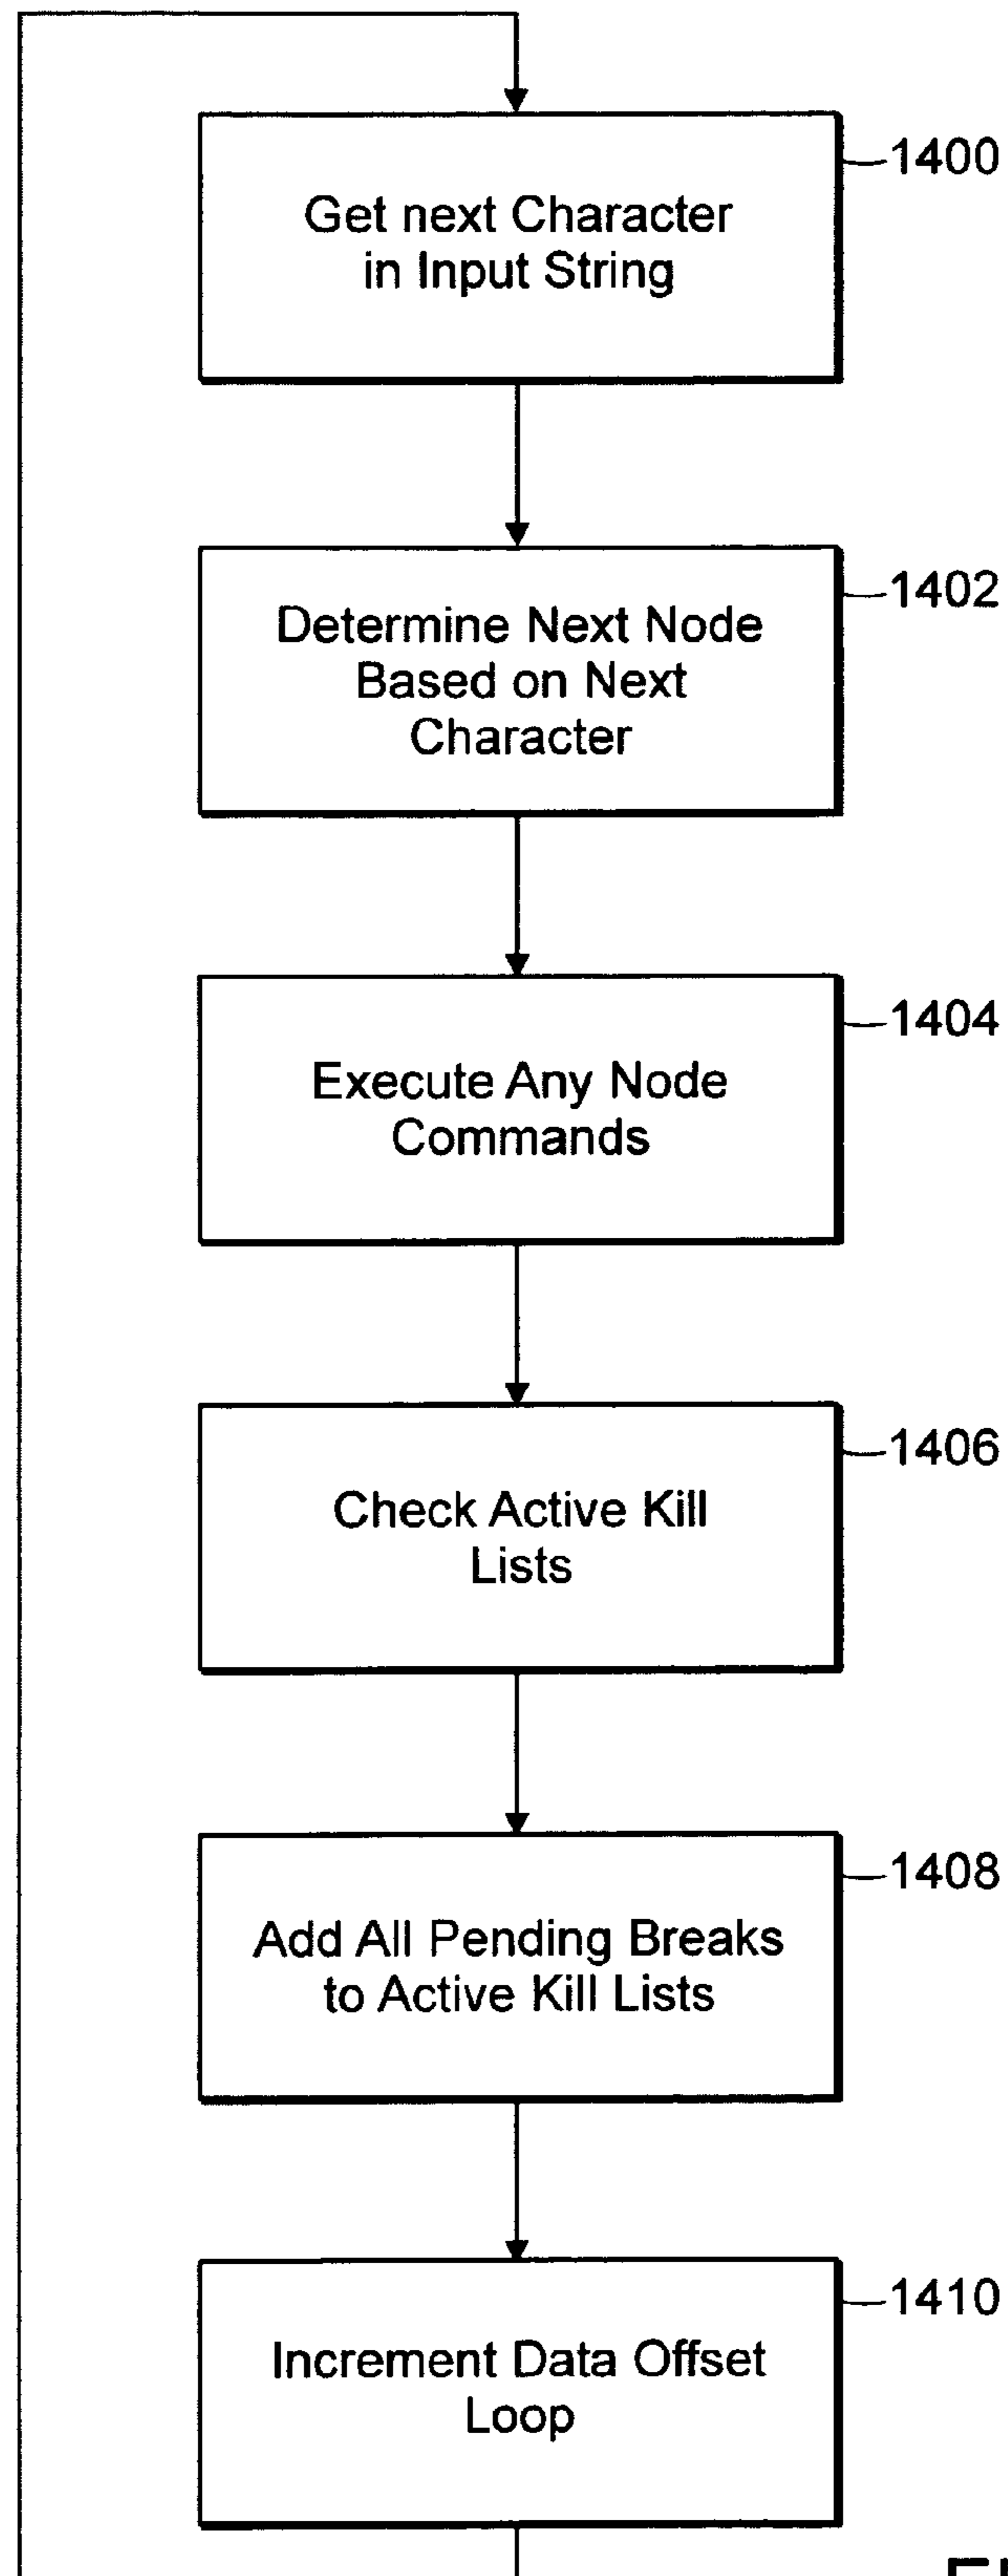 Get next Character
in Input String
1400
Determine Next Node
Based on Next
Character
1402
Execute Any Node
Commands
1404
Check Active Kill
Lists
1406
Add All Pending Breaks
to Active Kill Lists
1408
Increment Data Offset
Loop
1410